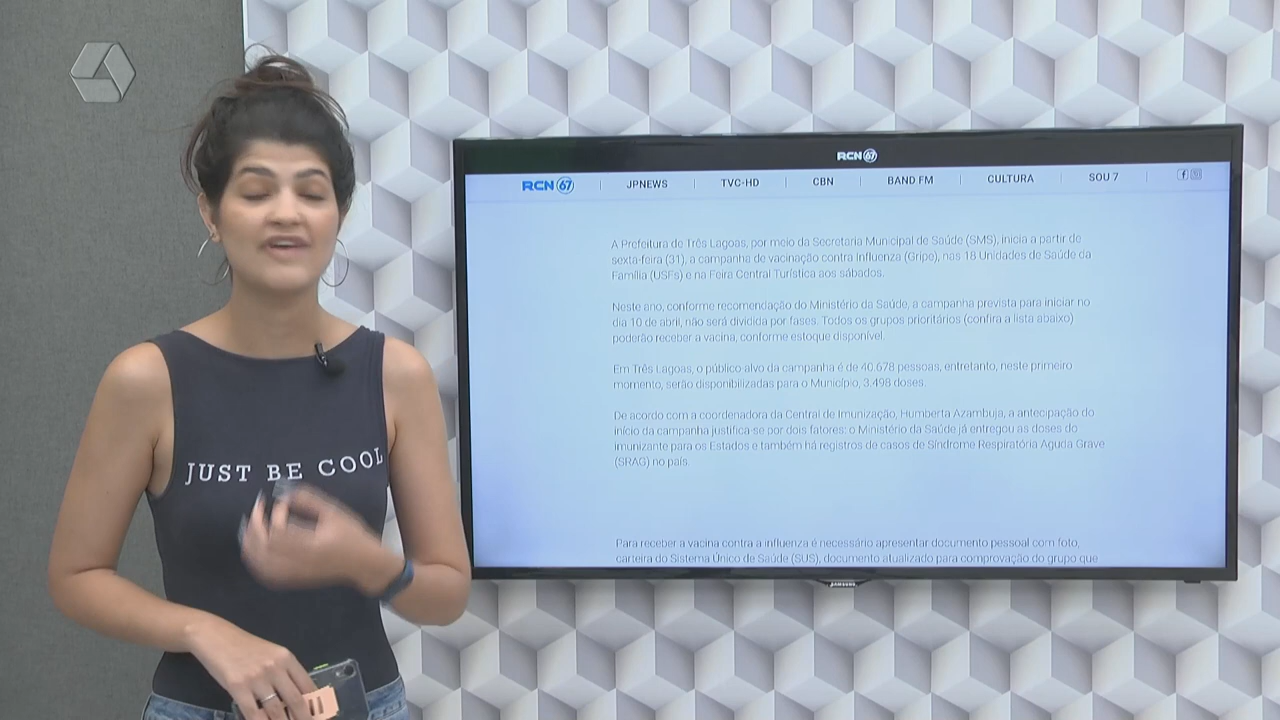 JUST BE COOL
RCN 67
RCN 67
JPNEWS
TVC-HD
CBN
BAND FM
CULTURA
SOU 7
A Prefeitura de Três Lagoas, por meio da Secretaria Municipal de Saúde (SMS), inicia a partir de
sexta-feira (31), a campanha de vacinação contra Influenza (Gripe), nas 18 Unidades de Saúde da
Família (USFs) e na Feira Central Turística aos sábados.
Neste ano, conforme recomendação do Ministério da Saúde, a campanha prevista para iniciar no
dia 10 de abril, não será dividida por fases. Todos os grupos prioritários (confira a lista abaixo)
poderão receber a vacina, conforme estoque disponível.
Em Três Lagoas, o público-alvo da campanha é de 40.678 pessoas, entretanto, neste primeiro
momento, serão disponibilizadas para o Município, 3.498 doses.
De acordo com a coordenadora da Central de Imunização, Humberta Azambuja, a antecipação do
início da campanha justifica-se por dois fatores: o Ministério da Saúde já entregou as doses do
imunizante para os Estados e também há registros de casos de Síndrome Respiratória Aguda Grave
(SRAG) no país.
Para receber a vacina contra a influenza é necessário apresentar documento pessoal com foto,
carteira do Sistema Único de Saúde (SUS), documento atualizado para comprovação do grupo que
SAMSUNG